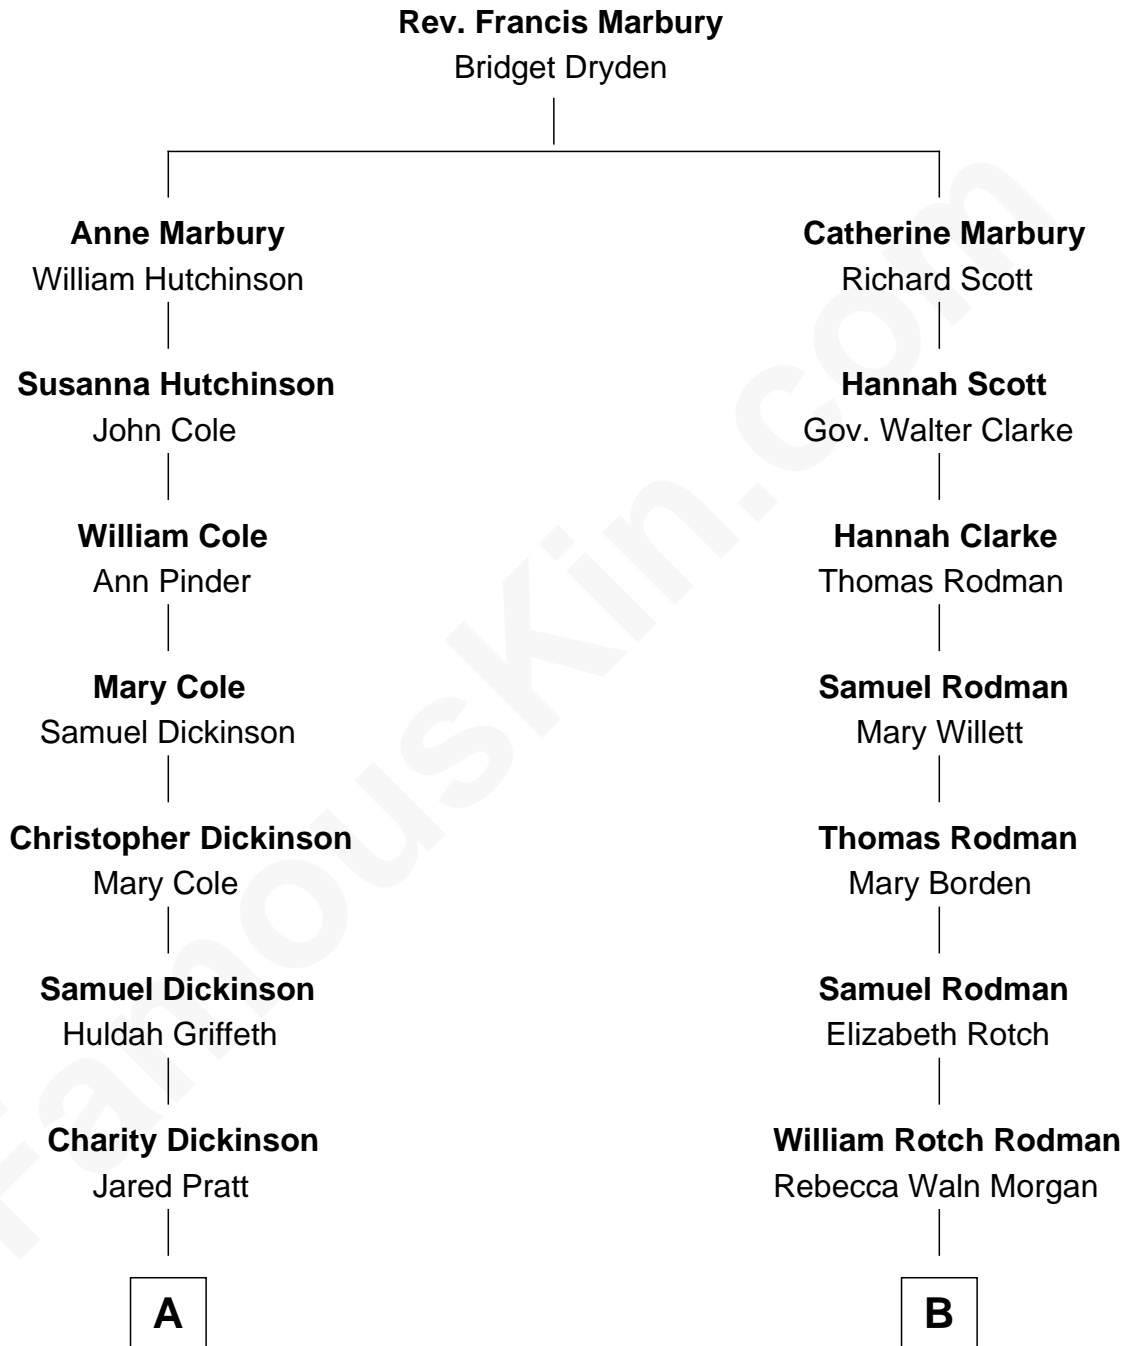 Rev. Francis Marbury
Bridget Dryden
Anne Marbury
William Hutchinson
Catherine Marbury
Richard Scott
Susanna Hutchinson
John Cole
Hannah Scott
Gov. Walter Clarke
William Cole
Ann Pinder
Hannah Clarke
Thomas Rodman
Mary Cole
Samuel Dickinson
Samuel Rodman
Mary Willett
Christopher Dickinson
Mary Cole
Thomas Rodman
Mary Borden
Samuel Dickinson
Huldah Griffeth
Samuel Rodman
Elizabeth Rotch
Charity Dickinson
Jared Pratt
William Rotch Rodman
Rebecca Waln Morgan
A
B
FamousKin.com